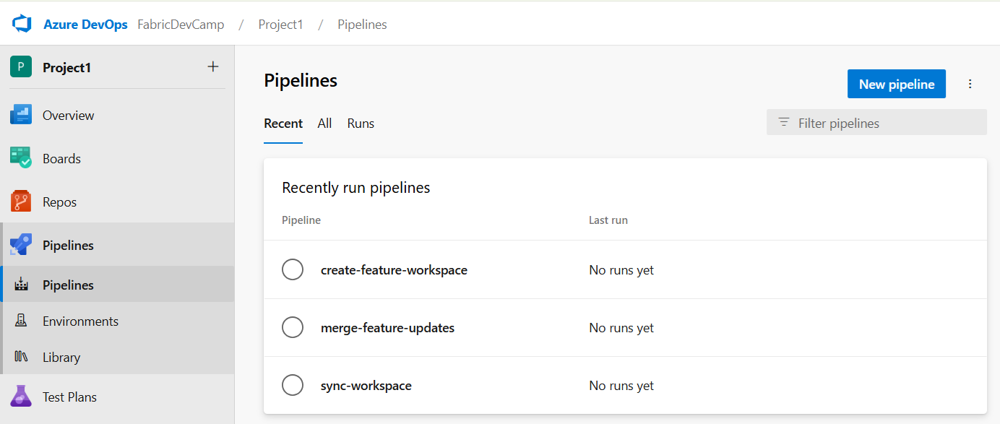 Azure DevOps FabricDevCamp / Project1 / Pipelines
P Project1 +
Overview
Boards
Repos
Pipelines
Pipelines
Environments
Library
Test Plans
Pipelines
New pipeline
Recent All Runs
Filter pipelines
Recently run pipelines
Pipeline Last run
create-feature-workspace No runs yet
merge-feature-updates No runs yet
sync-workspace No runs yet